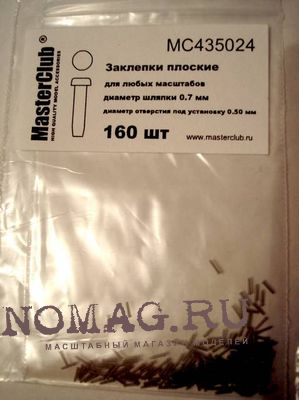 MasterClub®
HIGH QUALITY MODEL ACCESSORIES
MC435024
Заклепки плоские
для любых масштабов
диаметр шляпки 0.7 мм
диаметр отверстия под установку 0.50 мм
160 шт
www.masterclub.ru
NOMAG.RU
МАСШТАБНЫЙ МАГАЗИН МОДЕЛЕЙ